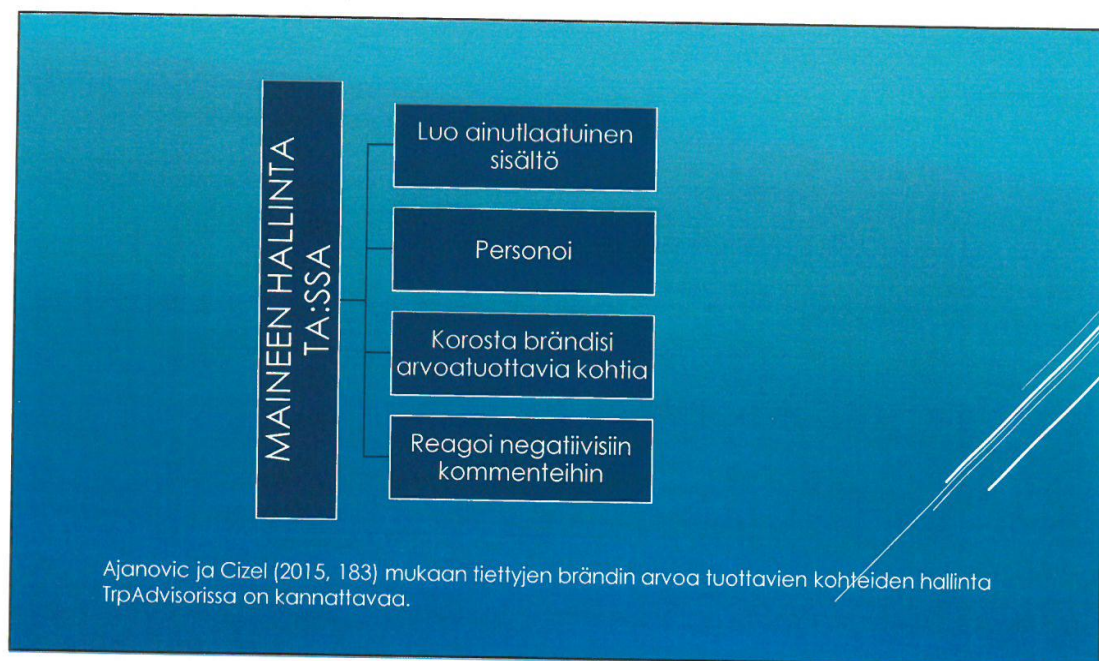 MAINEEN HALLINTA
TA:SSA
Luo ainutlaatuinen
sisältö
Personoi
Korosta brändisi
arvoatuottavia kohtia
Reagoi negatiivisiin
kommenteihin
Ajanovic ja Cizel (2015, 183) mukaan tiettyjen brändin arvoa tuottavien kohteiden hallinta
TrpAdvisorissa on kannattavaa.